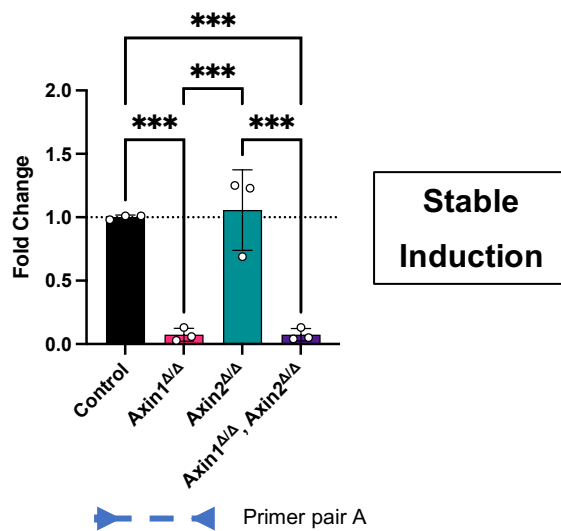 ***
***
*** ***
2.0
1.5
1.0
0.5
0.0
Fold Change
Control
Axin1Δ/Δ
Axin2Δ/Δ
Axin1Δ/Δ , Axin2Δ/Δ
Stable
Induction
Primer pair A